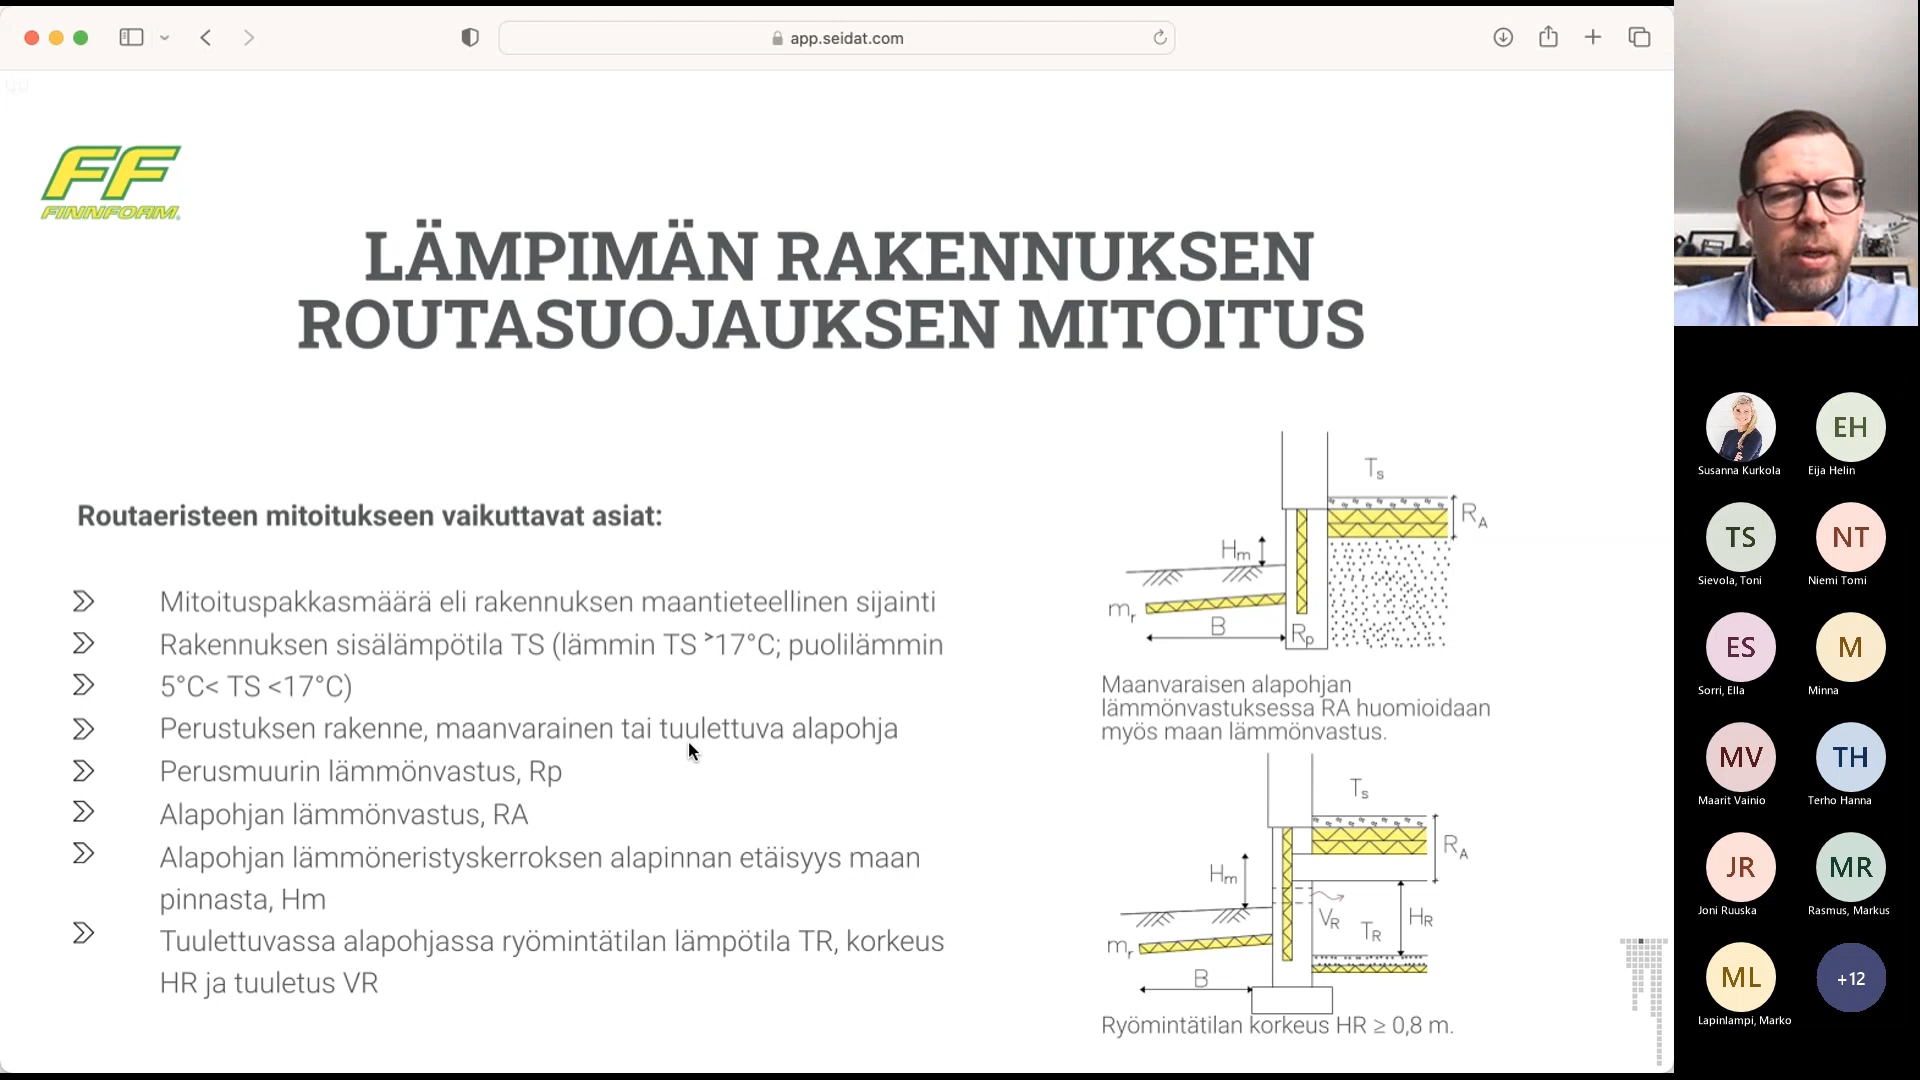 app.seidat.com
FF
FINNFOAM
LÄMPIMÄN RAKENNUKSEN
ROUTASUOJAUKSEN MITOITUS
Routaeristeen mitoitukseen vaikuttavat asiat:
Mitoituspakkasmäärä eli rakennuksen maantieteellinen sijainti
Rakennuksen sisälämpötila TS (lämmin TS >17°C; puolilämmin
5°C< TS <17°C)
Perustuksen rakenne, maanvarainen tai tuulettuva alapohja
Perusmuurin lämmönvastus, Rp
Alapohjan lämmönvastus, RA
Alapohjan lämmöneristyskerroksen alapinnan etäisyys maan
pinnasta, Hm
Tuulettuvassa alapohjassa ryömintätilan lämpötila TR, korkeus
HR ja tuuletus VR
Ts
RA
Hm
mr
B
Rp
Maanvaraisen alapohjan
lämmönvastuksessa RA huomioidaan
myös maan lämmönvastus.
Ts
RA
Hm
VR
TR
HR
mr
B
Ryömintätilan korkeus HR ≥ 0,8 m.
Susanna Kurkola
EH
Eija Helin
TS
Sievola, Toni
NT
Niemi Tomi
ES
Sorri, Ella
M
Minna
MV
Maarit Vainio
TH
Terho Hanna
JR
Joni Ruuska
MR
Rasmus, Markus
ML
Lapinlampi, Marko
+12